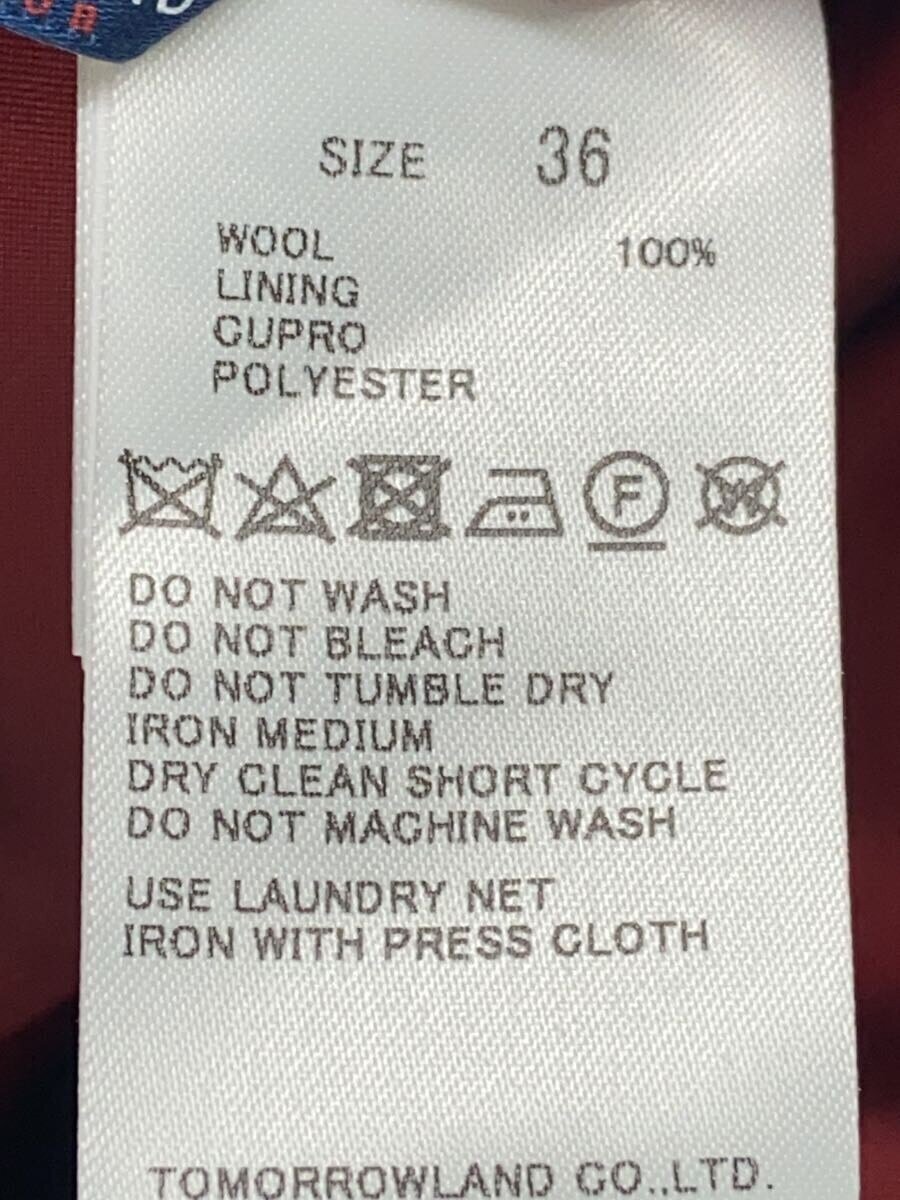 SIZE 36
WOOL 100%
LINING
CUPRO
POLYESTER
F W
DO NOT WASH
DO NOT BLEACH
DO NOT TUMBLE DRY
IRON MEDIUM
DRY CLEAN SHORT CYCLE
DO NOT MACHINE WASH
USE LAUNDRY NET
IRON WITH PRESS CLOTH
TOMORROWLAND CO.,LTD.